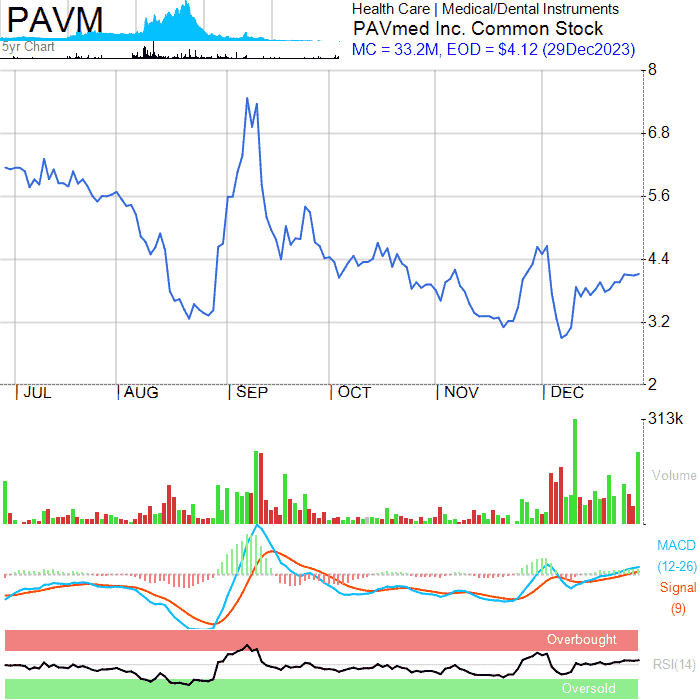 PAVM
5yr Chart
Health Care | Medical/Dental Instruments
PAVmed Inc. Common Stock
MC = 33.2M, EOD = $4.12 (29Dec2023)
8
6.8
5.6
4.4
3.2
2
JUL AUG SEP OCT NOV DEC
313k
Volume
MACD
(12-26)
Signal
(9)
Overbought
RSI(14)
Oversold